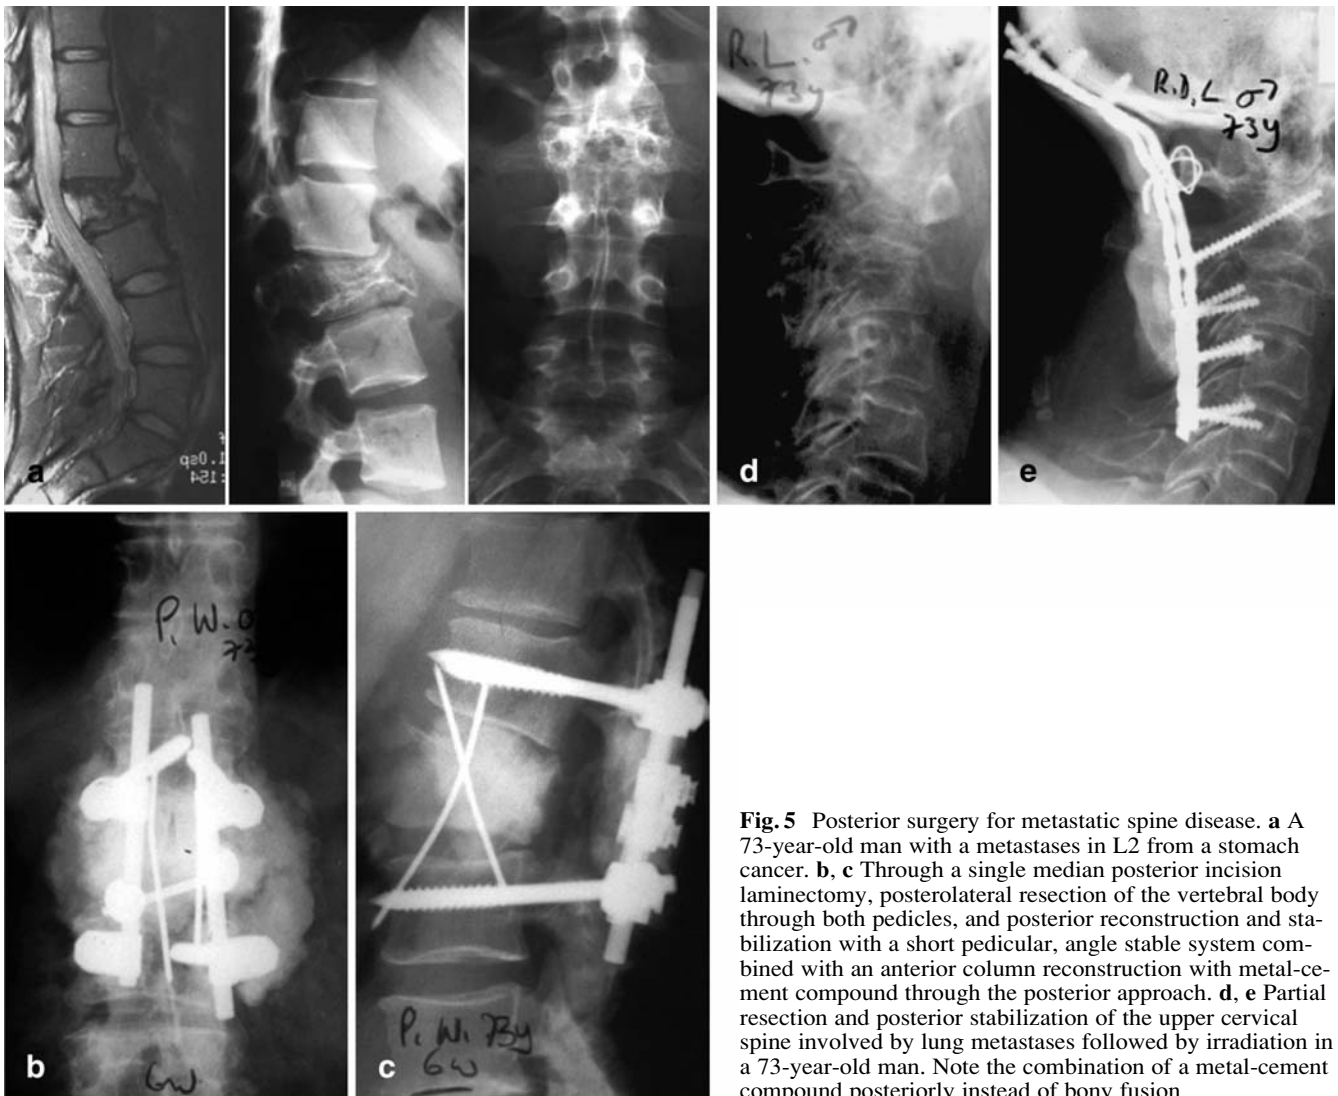 R. L. ♂
73y
R. D. L ♂
73y
a
d
e
P. W. ♂
73
b
6w
P. W. 73y
6w
c
Fig. 5 Posterior surgery for metastatic spine disease. a A
73-year-old man with a metastases in L2 from a stomach
cancer. b, c Through a single median posterior incision
laminectomy, posterolateral resection of the vertebral body
through both pedicles, and posterior reconstruction and sta-
bilization with a short pedicular, angle stable system com-
bined with an anterior column reconstruction with metal-ce-
ment compound through the posterior approach. d, e Partial
resection and posterior stabilization of the upper cervical
spine involved by lung metastases followed by irradiation in
a 73-year-old man. Note the combination of a metal-cement
compound posteriorly instead of bony fusion